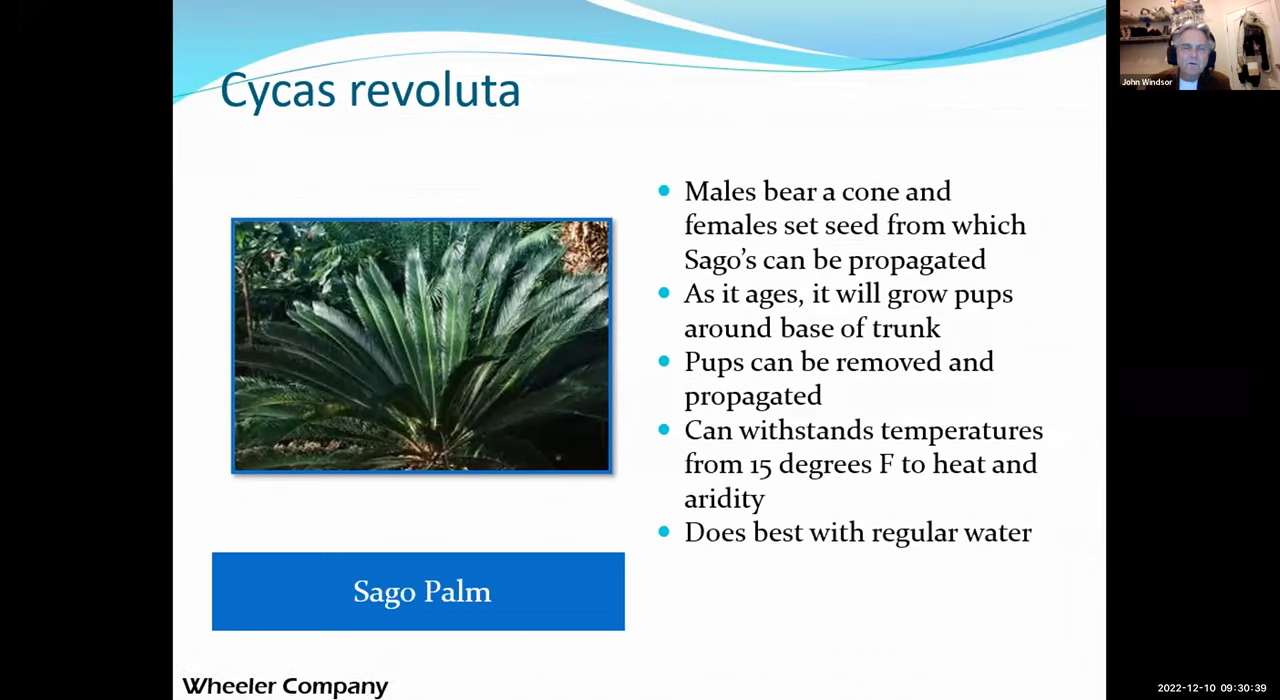 Cycas revoluta
John Windsor
Males bear a cone and
females set seed from which
Sago's can be propagated
As it ages, it will grow pups
around base of trunk
Pups can be removed and
propagated
Can withstands temperatures
from 15 degrees F to heat and
aridity
Does best with regular water
Sago Palm
Wheeler Company
2022-12-10 09:30:39